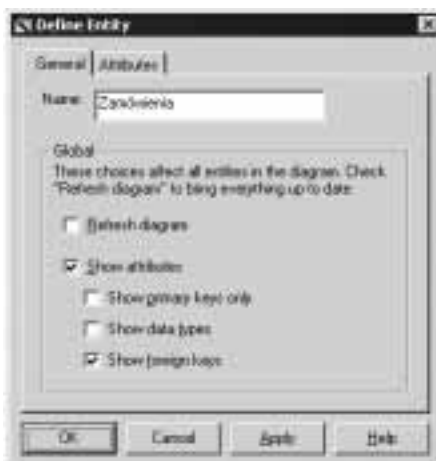 Define Entity
General Attributes
Name: Zamówienia
Global
These choices affect all entities in the diagram. Check
"Refresh diagram" to bring everything up to date.
Refresh diagram
Show attributes
Show primary keys only
Show data types
Show foreign keys
OK Cancel Apply Help